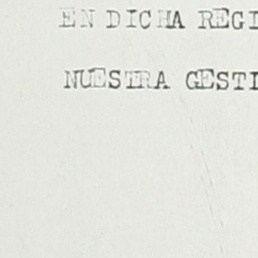 EN DICHA REGI
NUESTRA GESTI